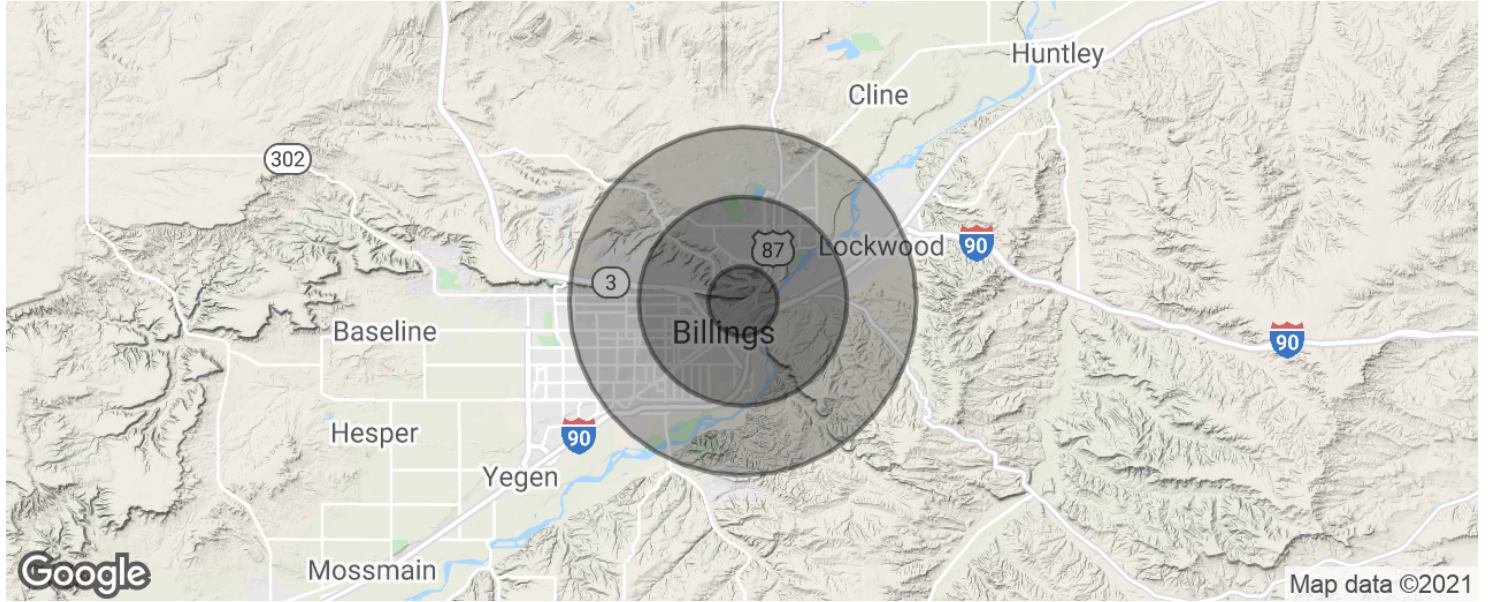 Huntley
Cline
302
87
Lockwood
90
3
Baseline
Billings
90
Hesper
90
Yegen
Mossmain
Google
Map data ©2021